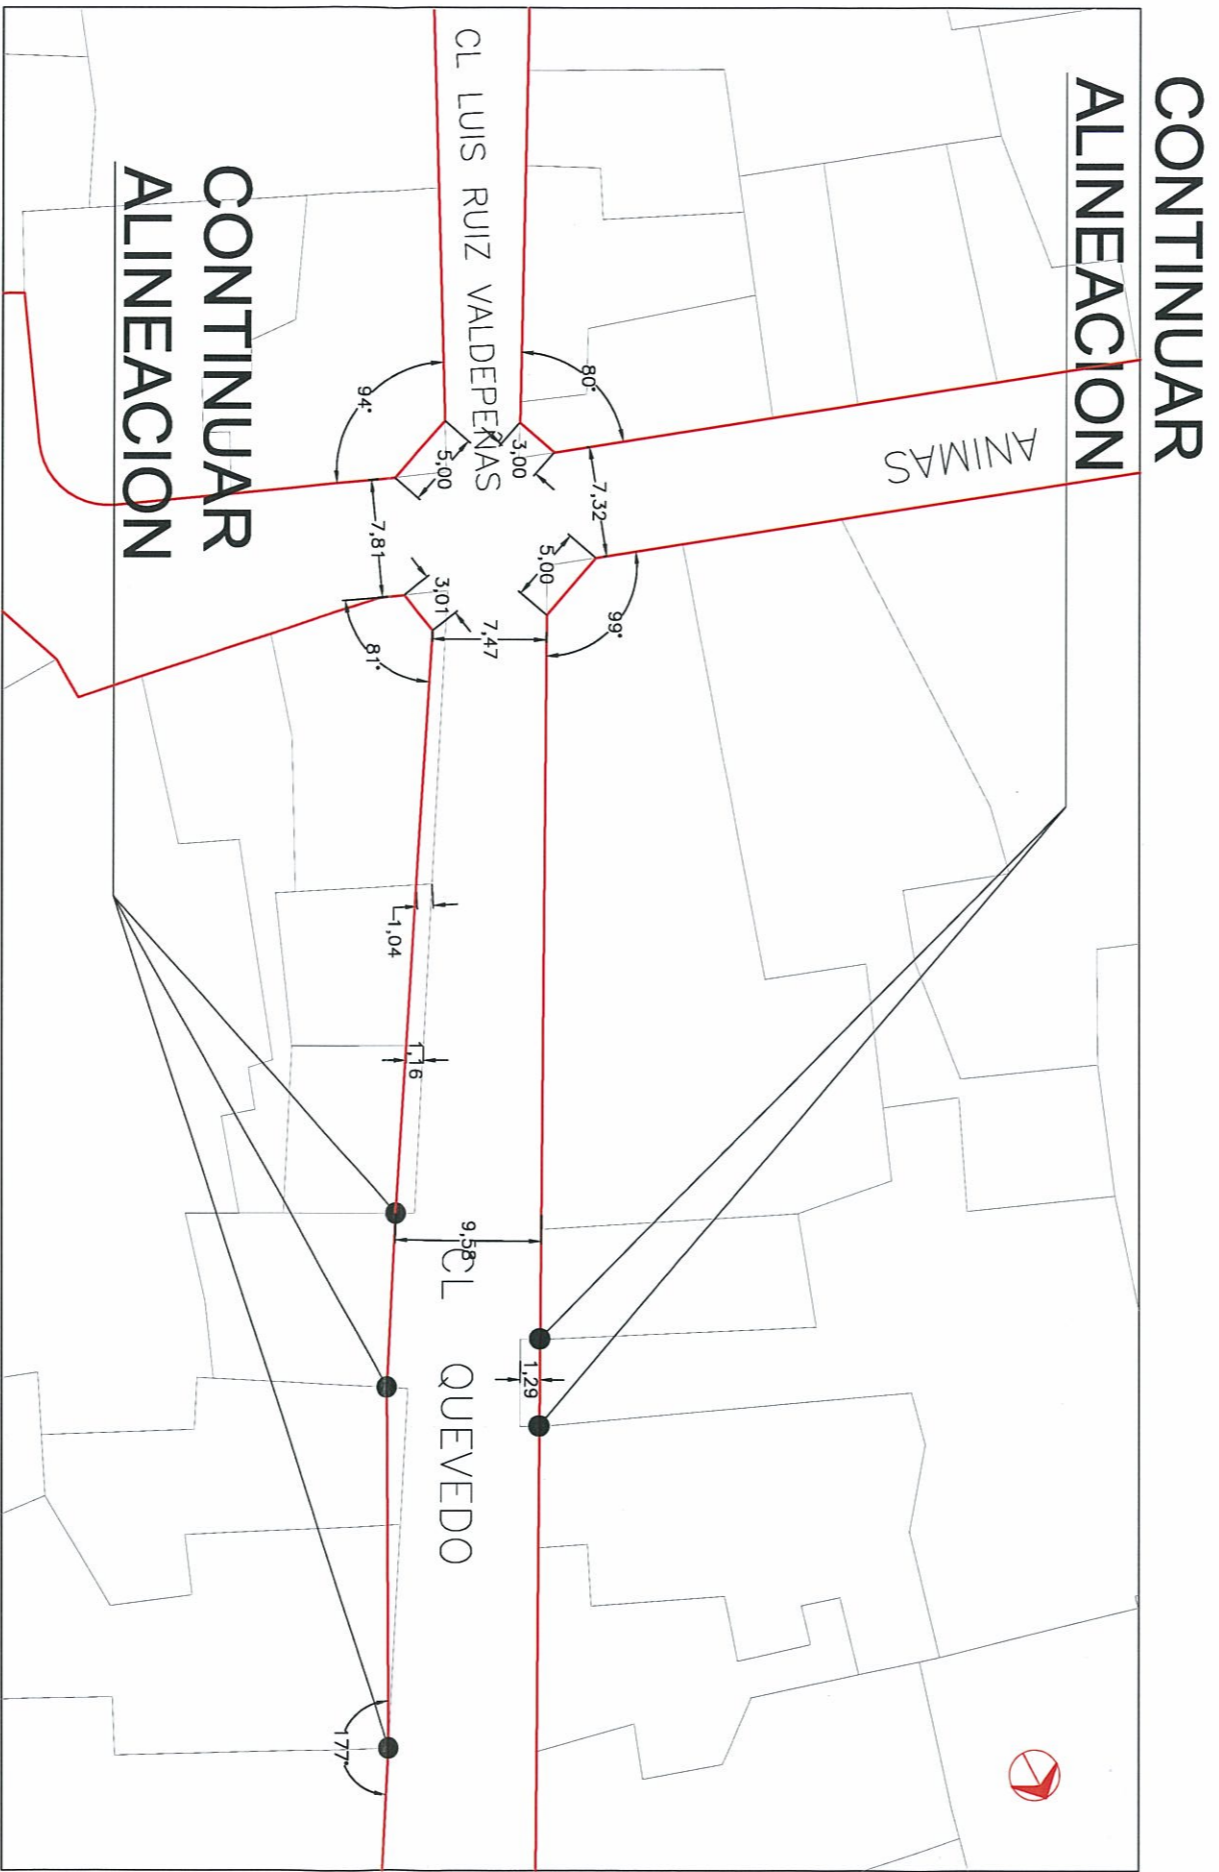 CONTINUAR
ALINEACION
CONTINUAR
ALINEACION
CL LUIS RUIZ VALDEPEÑAS
ANIMAS
CL QUEVEDO
80°
94°
3,00
5,00
7,32
7,81
5,00
3,01
7,47
99°
81°
1,04
1,16
9,58
1,29
177°